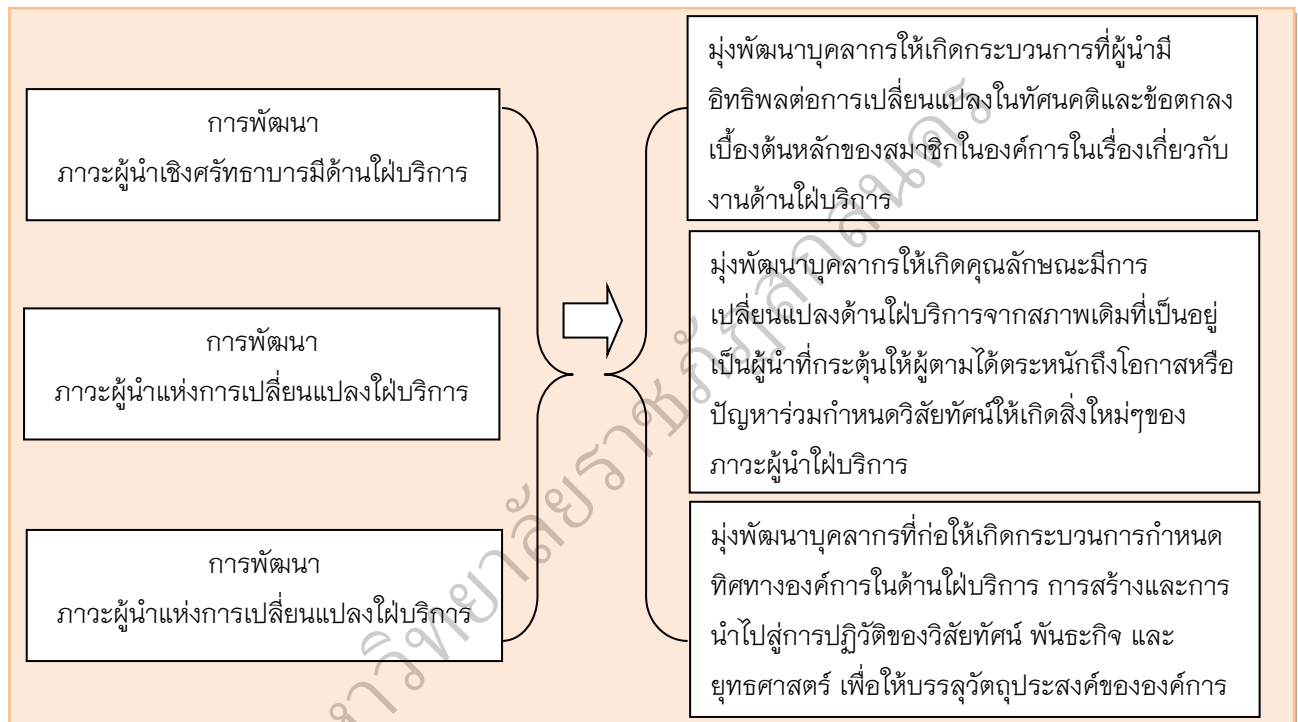 การพัฒนา
ภาวะผู้นำเชิงศรัทธาบารมีด้านใฝ่บริการ
การพัฒนา
ภาวะผู้นำแห่งการเปลี่ยนแปลงใฝ่บริการ
การพัฒนา
ภาวะผู้นำแห่งการเปลี่ยนแปลงใฝ่บริการ
มุ่งพัฒนาบุคลากรให้เกิดกระบวนการที่ผู้นำมี
อิทธิพลต่อการเปลี่ยนแปลงในทัศนคติและข้อตกลง
เบื้องต้นหลักของสมาชิกในองค์การในเรื่องเกี่ยวกับ
งานด้านใฝ่บริการ
มุ่งพัฒนาบุคลากรให้เกิดคุณลักษณะมีการ
เปลี่ยนแปลงด้านใฝ่บริการจากสภาพเดิมที่เป็นอยู่
เป็นผู้นำที่กระตุ้นให้ผู้ตามได้ตระหนักถึงโอกาสหรือ
ปัญหาร่วมกำหนดวิสัยทัศน์ให้เกิดสิ่งใหม่ๆของ
ภาวะผู้นำใฝ่บริการ
มุ่งพัฒนาบุคลากรที่ก่อให้เกิดกระบวนการกำหนด
ทิศทางองค์การในด้านใฝ่บริการ การสร้างและการ
นำไปสู่การปฏิวัติของวิสัยทัศน์ พันธะกิจ และ
ยุทธศาสตร์ เพื่อให้บรรลุวัตถุประสงค์ขององค์การ
าวิทยาลัยราชภัฏสกลนคร